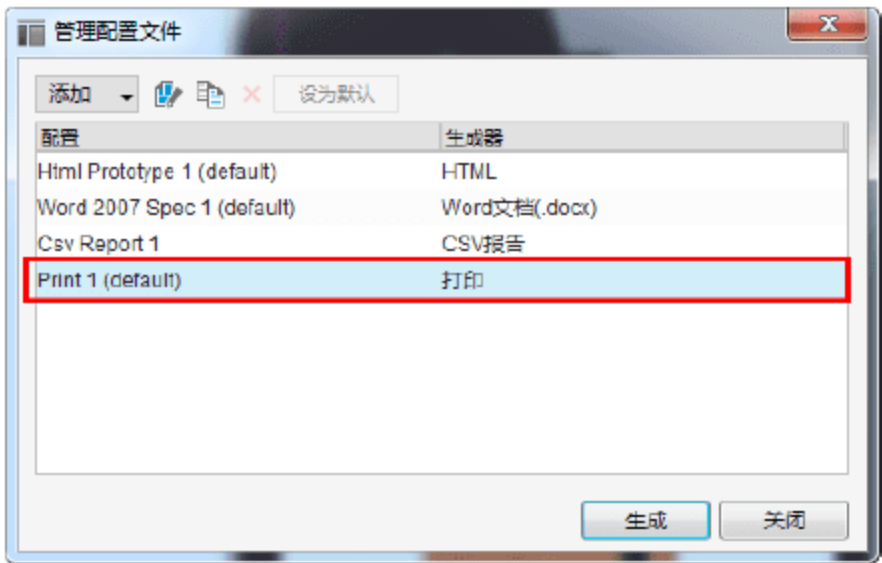 管理配置文件
添加 设为默认
配置 生成器
Html Prototype 1 (default) HTML
Word 2007 Spec 1 (default) Word文档(.docx)
Csv Report 1 CSV报告
Print 1 (default) 打印
生成 关闭